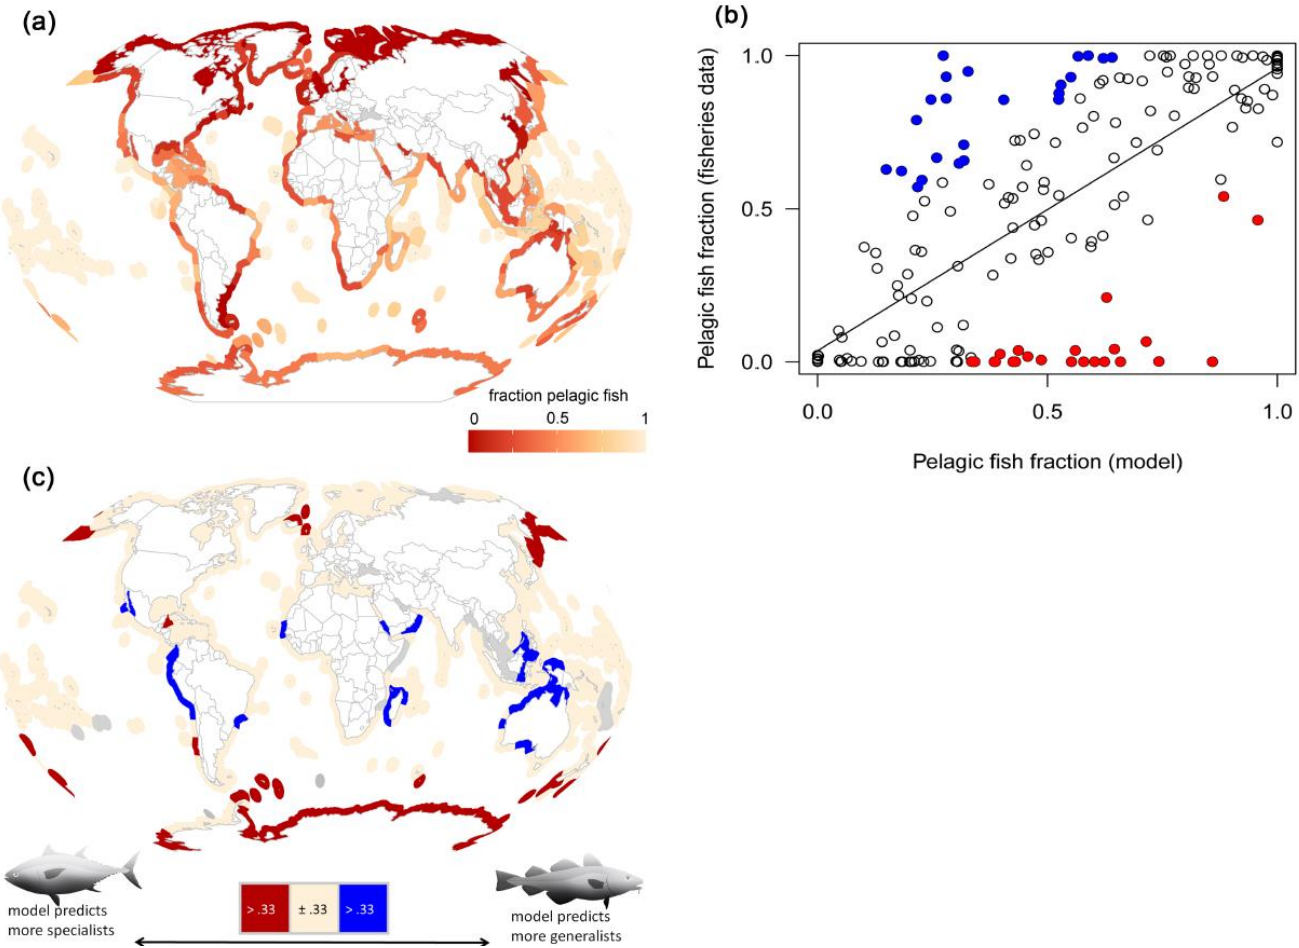 (a)
fraction pelagic fish
0 0.5 1
(b)
Pelagic fish fraction (fisheries data)
1.0
0.5
0.0
0.0 0.5 1.0
Pelagic fish fraction (model)
(c)
> .33 ± .33 > .33
model predicts
more specialists
model predicts
more generalists